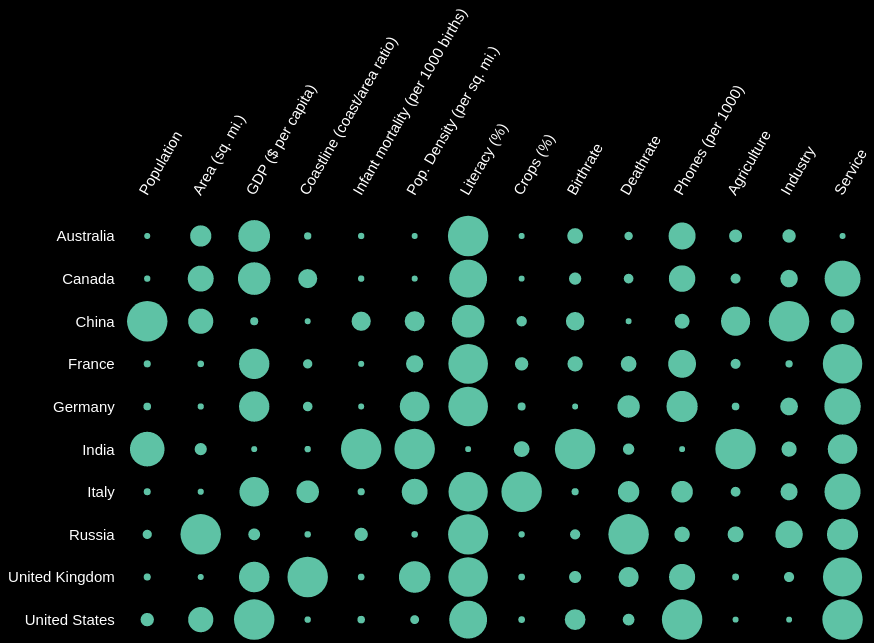 Population
Area (sq. mi.)
GDP ($ per capita)
Coastline (coast/area ratio)
Infant mortality (per 1000 births)
Pop. Density (per sq. mi.)
Literacy (%)
Crops (%)
Birthrate
Deathrate
Phones (per 1000)
Agriculture
Industry
Service
Australia
Canada
China
France
Germany
India
Italy
Russia
United Kingdom
United States